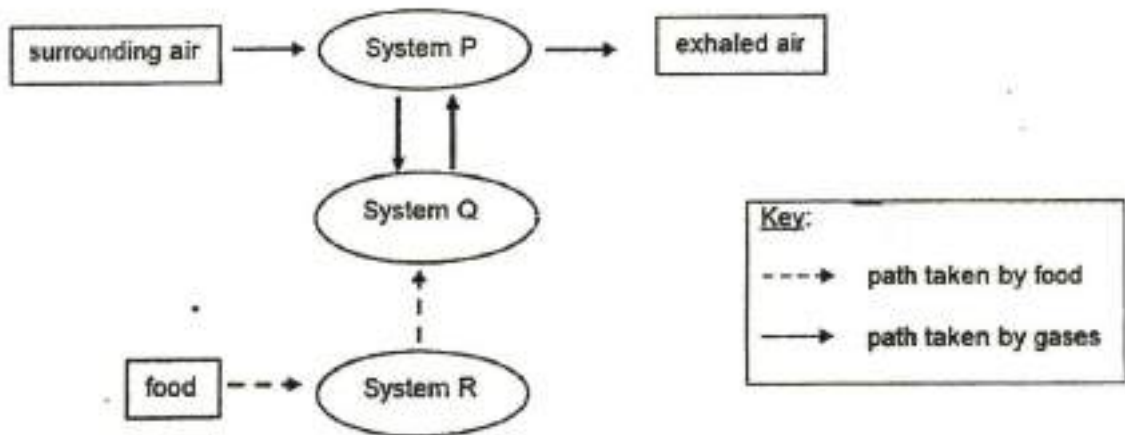 surrounding air
System P
exhaled air
System Q
Key:
path taken by food
path taken by gases
food
System R